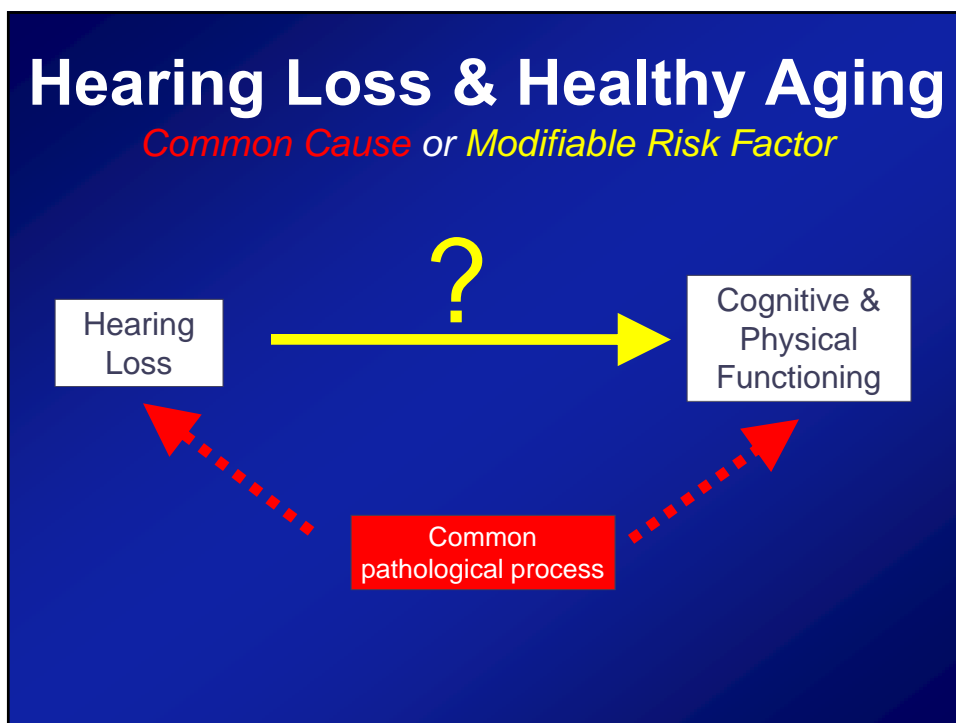 Hearing Loss & Healthy Aging
Common Cause or Modifiable Risk Factor
?
Hearing
Loss
Cognitive &
Physical
Functioning
Common
pathological process